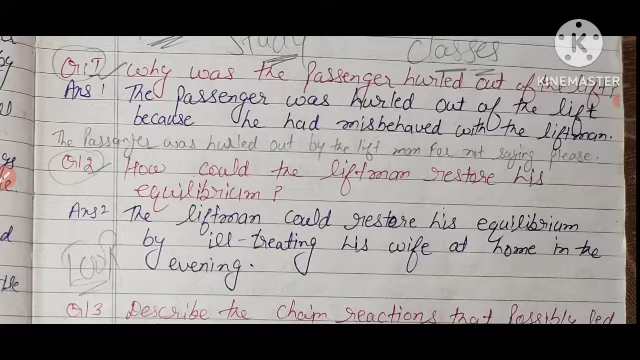 Study Classes
KINEMASTER
Q.1 Why was the Passenger hurled out of the lift?
Ans 1 The passenger was hurled out of the lift
because he had misbehaved with the liftman.
The Passanjer was hurled out by the lift man for not saying please.
Q.2 How could the liftman restore his
equilibrium?
Ans 2 The liftman could restore his equilibrium
by ill-treating his wife at home in the
evening.
Q.3 Describe the chain reactions that Possibly led